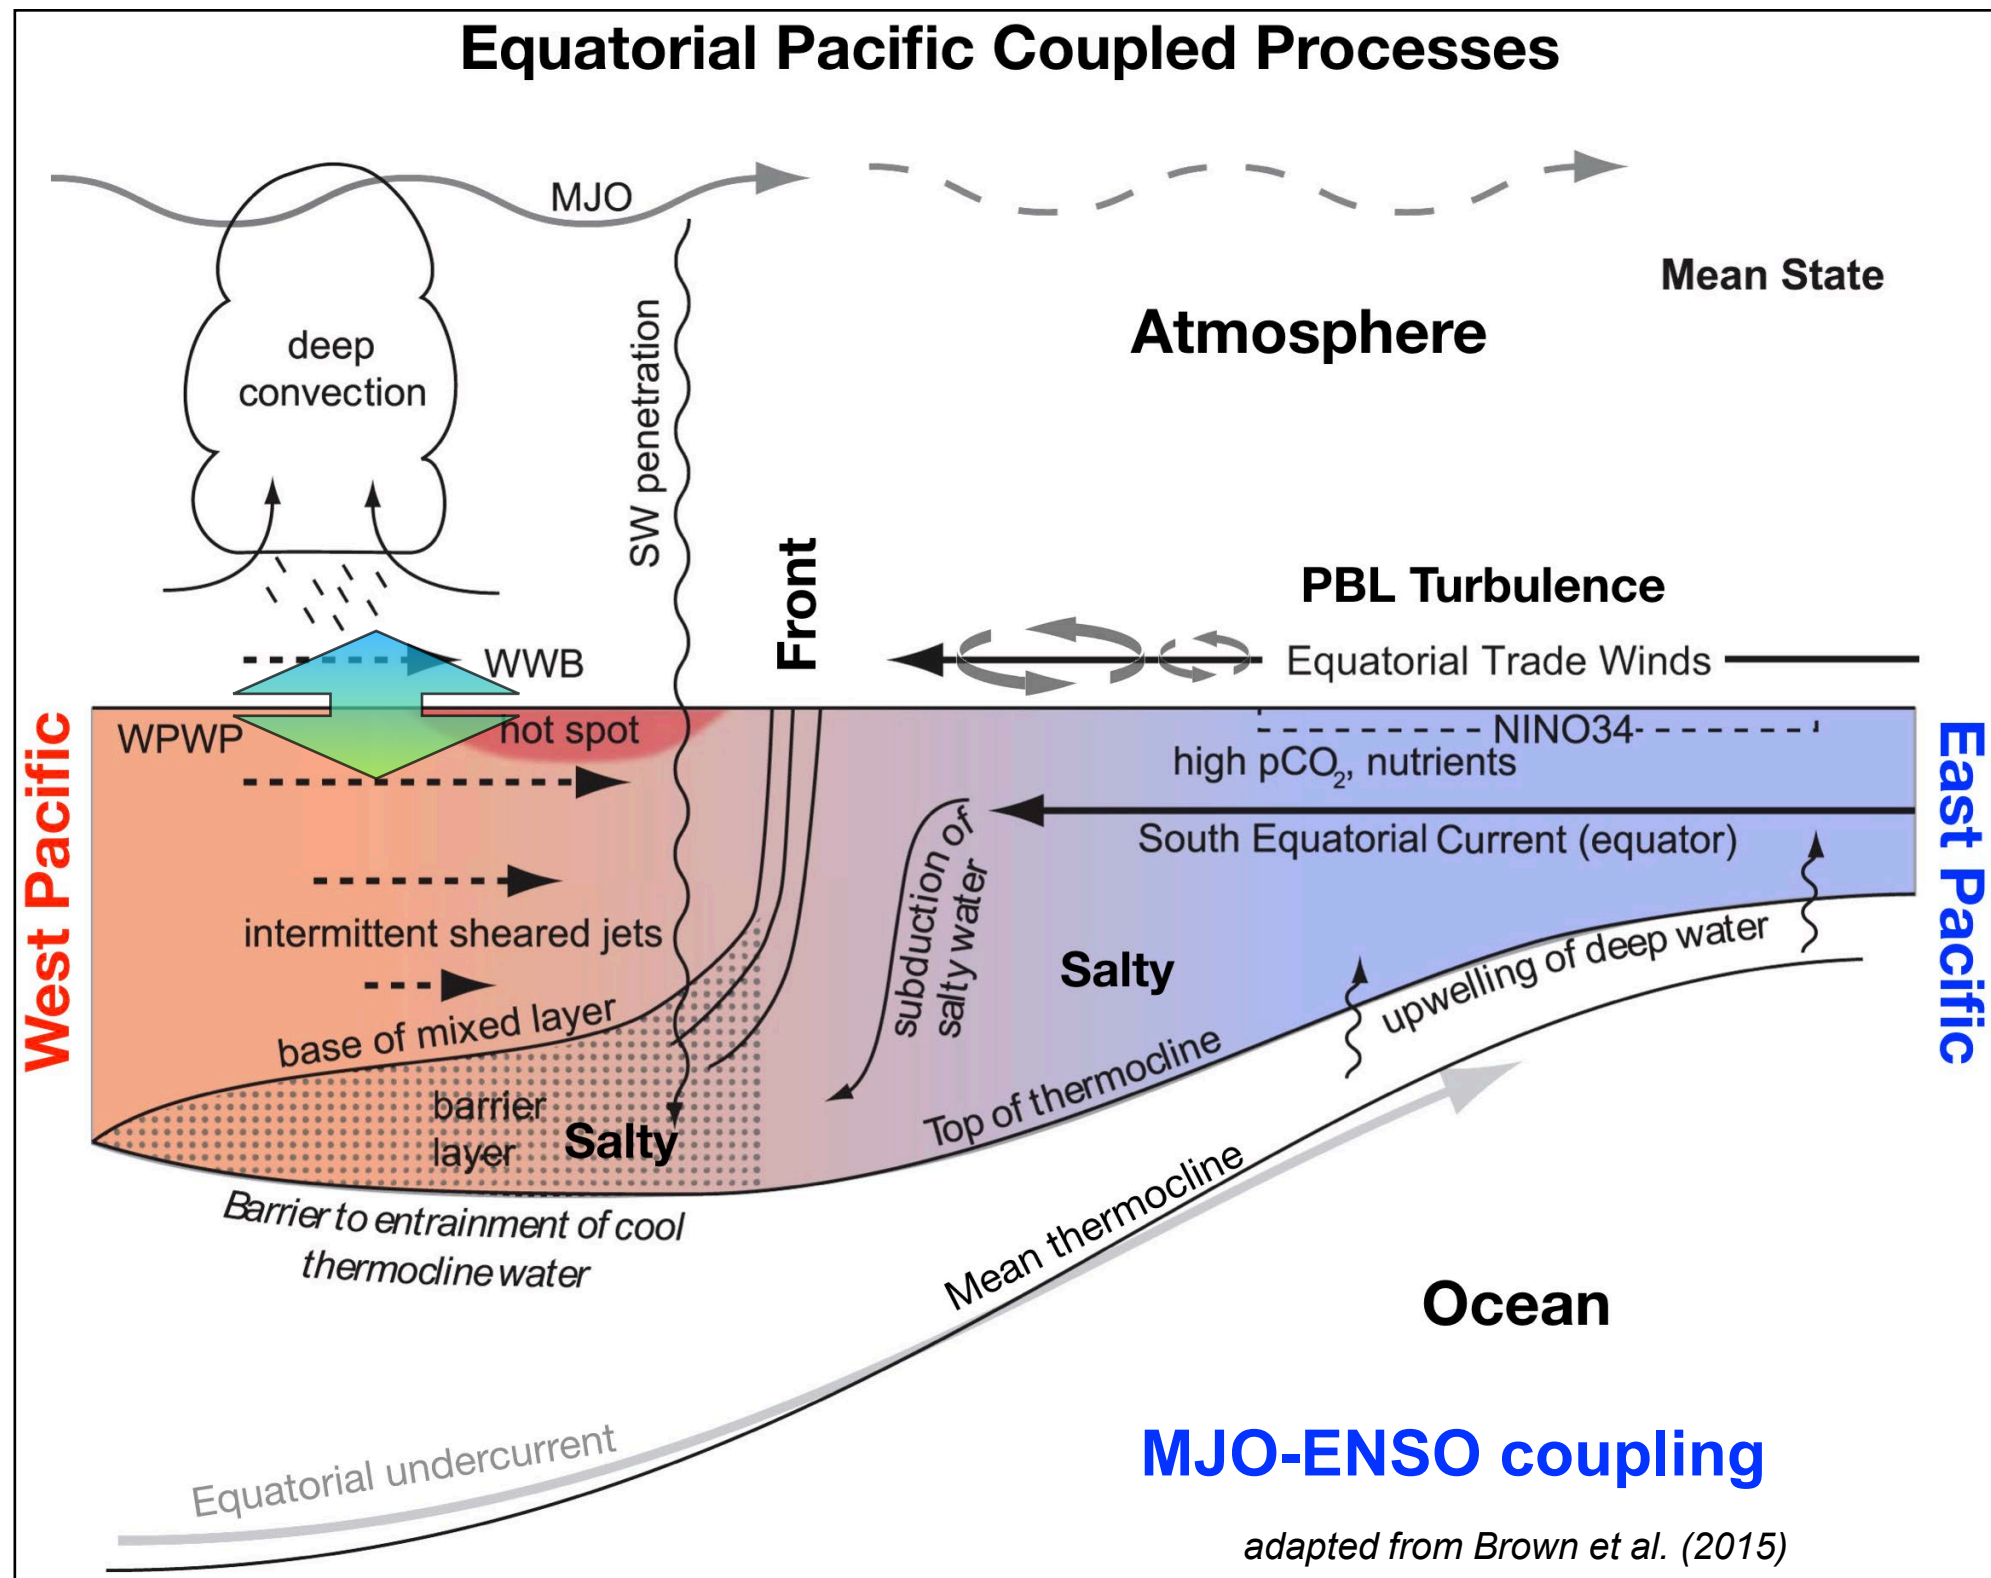 Equatorial Pacific Coupled Processes
MJO
Mean State
deep
convection
SW penetration
Atmosphere
Front
PBL Turbulence
WWB
Equatorial Trade Winds
West Pacific
WPWP
hot spot
NINO34
high pCO₂, nutrients
East Pacific
South Equatorial Current (equator)
subduction of
salty water
intermittent sheared jets
Salty
upwelling of deep water
base of mixed layer
Top of thermocline
barrier
layer
Salty
Barrier to entrainment of cool
thermocline water
Mean thermocline
Ocean
Equatorial undercurrent
MJO-ENSO coupling
adapted from Brown et al. (2015)